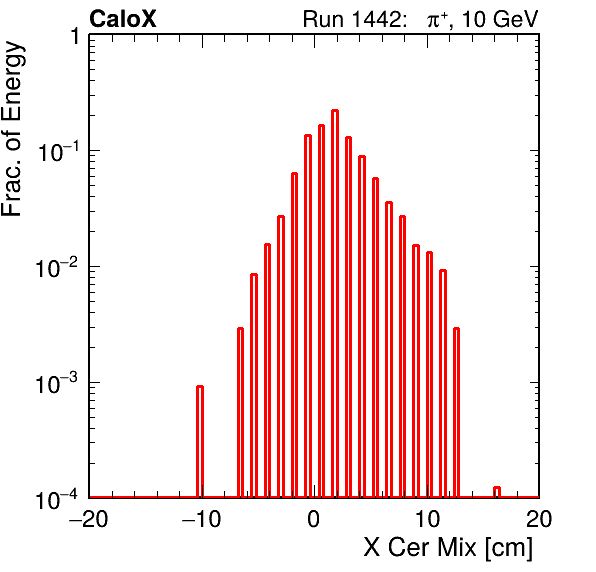 CaloX Run 1442: π⁺, 10 GeV
Frac. of Energy
1
10⁻¹
10⁻²
10⁻³
10⁻⁴
−20 −10 0 10 20
X Cer Mix [cm]